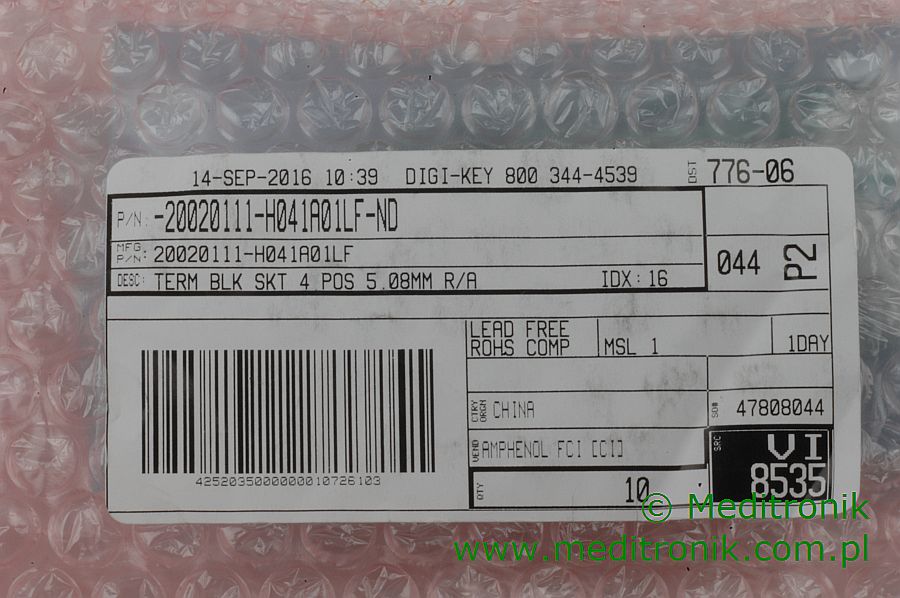 14-SEP-2016 10:39 DIGI-KEY 800 344-4539 DST 776-06
P/N: -20020111-H041A01LF-ND
MFG. P/N: 20020111-H041A01LF
044 P2
DESC: TERM BLK SKT 4 POS 5.08MM R/A IDX: 16
LEAD FREE
ROHS COMP MSL 1 1DAY
CTRY ORGN CHINA SO# 47808044
VEND AMPHENOL FCI [CI] SRC VI
8535
4252035000000010726103
QTY 10
© Meditronik
www.meditronik.com.pl